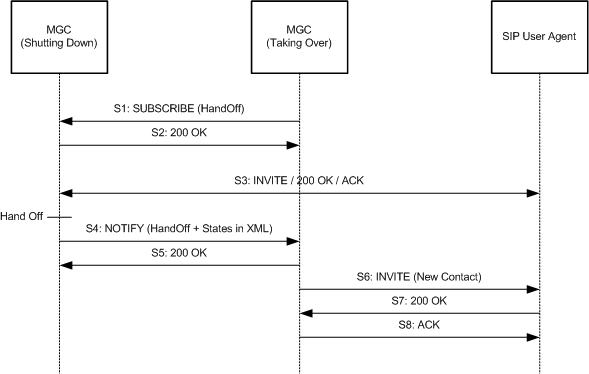 MGC
(Shutting Down)
MGC
(Taking Over)
SIP User Agent
S1: SUBSCRIBE (HandOff)
S2: 200 OK
S3: INVITE / 200 OK / ACK
Hand Off
S4: NOTIFY (HandOff + States in XML)
S5: 200 OK
S6: INVITE (New Contact)
S7: 200 OK
S8: ACK